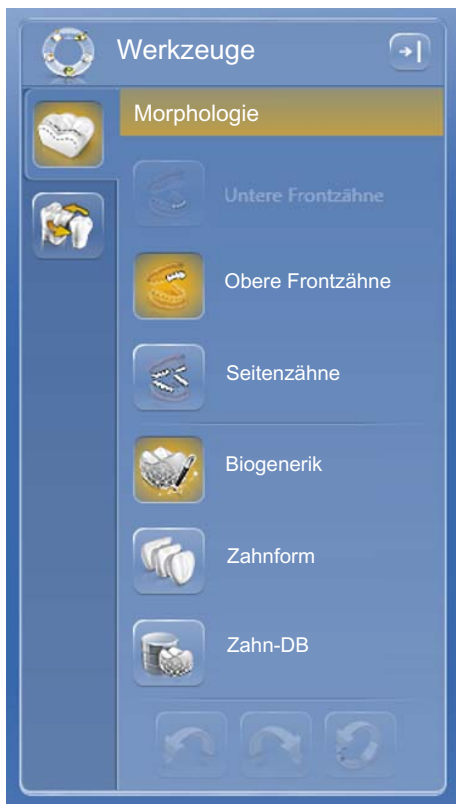 Werkzeuge
Morphologie
Untere Frontzähne
Obere Frontzähne
Seitenzähne
Biogenerik
Zahnform
Zahn-DB